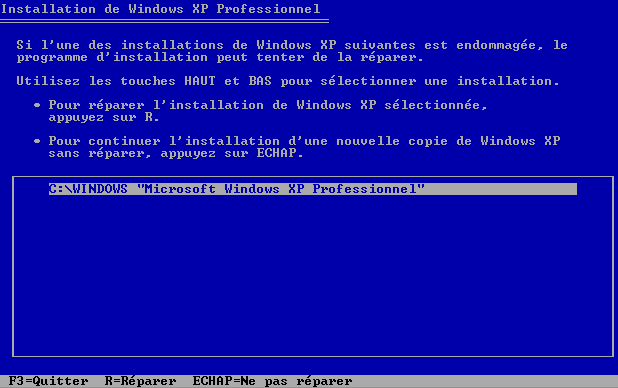 Installation de Windows XP Professionnel
Si l'une des installations de Windows XP suivantes est endommagée, le
programme d'installation peut tenter de la réparer.
Utilisez les touches HAUT et BAS pour sélectionner une installation.
• Pour réparer l'installation de Windows XP sélectionnée,
appuyez sur R.
• Pour continuer l'installation d'une nouvelle copie de Windows XP
sans réparer, appuyez sur ECHAP.
C:\WINDOWS "Microsoft Windows XP Professionnel"
F3=Quitter  R=Réparer  ECHAP=Ne pas réparer